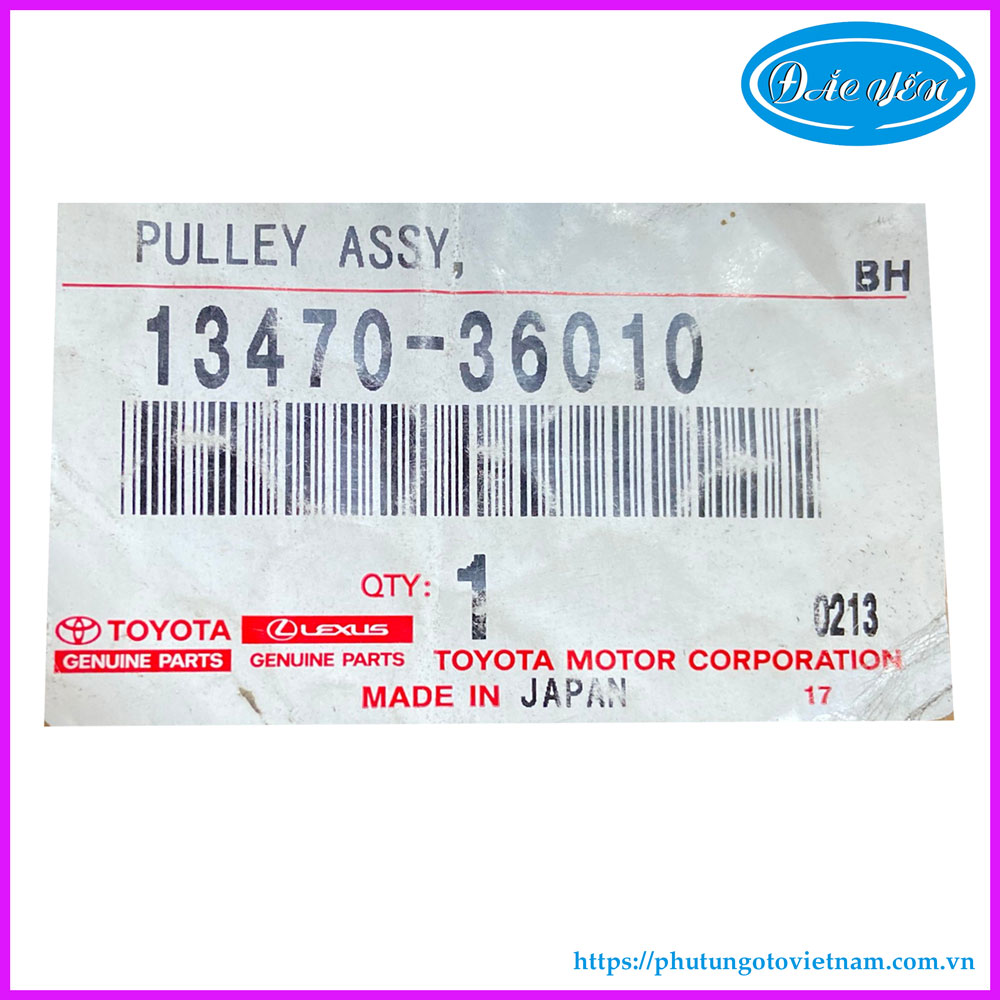 ĐẮC YẾN
PULLEY ASSY,
BH
13470-36010
QTY: 1
0213
TOYOTA
GENUINE PARTS
LEXUS
GENUINE PARTS
TOYOTA MOTOR CORPORATION
MADE IN JAPAN
17
https://phutungotovietnam.com.vn